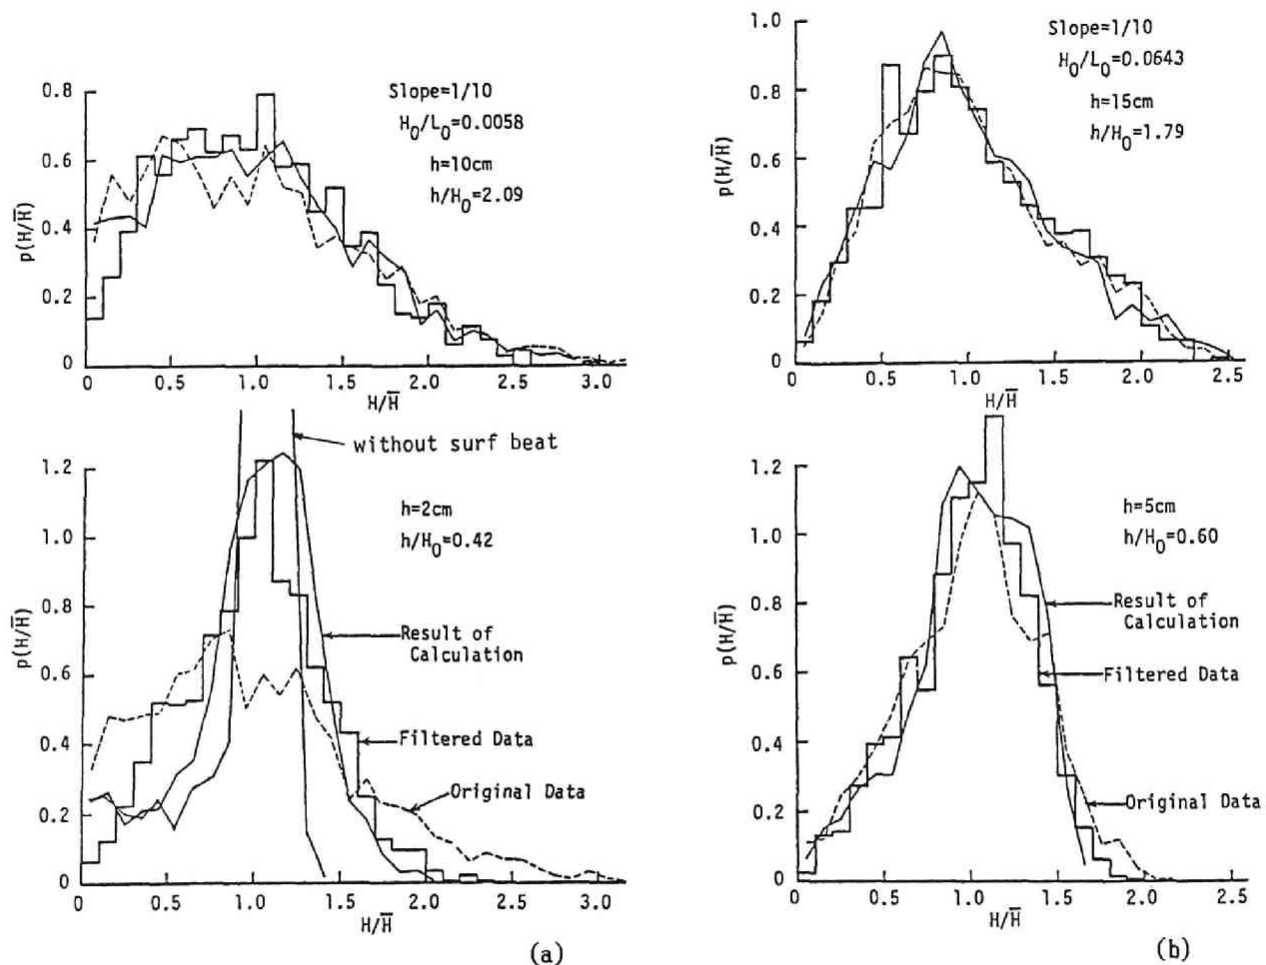 Slope=1/10
H0/L0=0.0058
h=10cm
h/H0=2.09
p(H/H̅)
0.8
0.6
0.4
0.2
0
0 0.5 1.0 1.5 2.0 2.5 3.0
H/H̅
without surf beat
h=2cm
h/H0=0.42
p(H/H̅)
1.2
1.0
0.8
0.6
0.4
0.2
0
Result of
Calculation
Filtered Data
Original Data
0 0.5 1.0 1.5 2.0 2.5 3.0
H/H̅
(a)
Slope=1/10
H0/L0=0.0643
h=15cm
h/H0=1.79
p(H/H̅)
1.0
0.8
0.6
0.4
0.2
0
0 0.5 1.0 1.5 2.0 2.5
H/H̅
h=5cm
h/H0=0.60
p(H/H̅)
1.2
1.0
0.8
0.6
0.4
0.2
0
Result of
Calculation
Filtered Data
Original Data
0 0.5 1.0 1.5 2.0 2.5
H/H̅
(b)